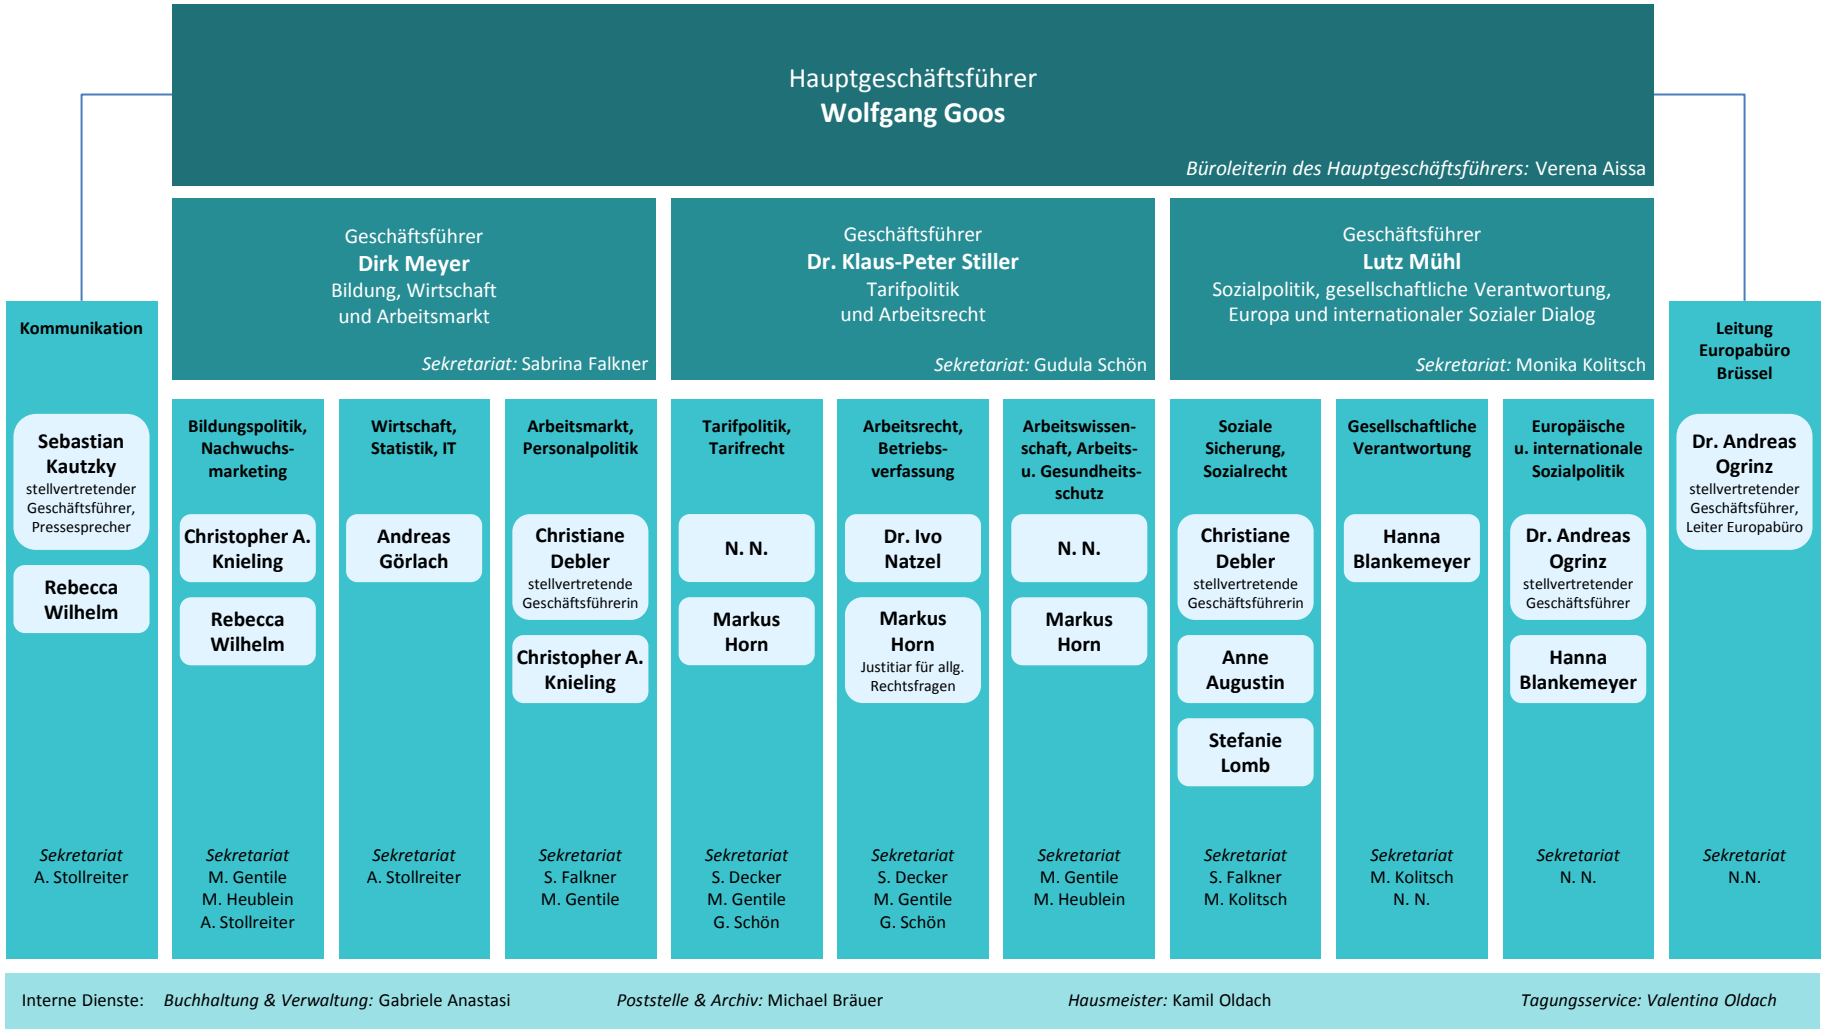 Hauptgeschäftsführer
Wolfgang Goos
Büroleiterin des Hauptgeschäftsführers: Verena Aissa
Geschäftsführer
Dirk Meyer
Bildung, Wirtschaft
und Arbeitsmarkt
Sekretariat: Sabrina Falkner
Geschäftsführer
Dr. Klaus-Peter Stiller
Tarifpolitik
und Arbeitsrecht
Sekretariat: Gudula Schön
Geschäftsführer
Lutz Mühl
Sozialpolitik, gesellschaftliche Verantwortung,
Europa und internationaler Sozialer Dialog
Sekretariat: Monika Kolitsch
Kommunikation
Sebastian
Kautzky
stellvertretender
Geschäftsführer,
Pressesprecher
Rebecca
Wilhelm
Sekretariat
A. Stollreiter
Bildungspolitik,
Nachwuchs-
marketing
Christopher A.
Knieling
Rebecca
Wilhelm
Sekretariat
M. Gentile
M. Heublein
A. Stollreiter
Wirtschaft,
Statistik, IT
Andreas
Görlach
Sekretariat
A. Stollreiter
Arbeitsmarkt,
Personalpolitik
Christiane
Debler
stellvertretende
Geschäftsführerin
Christopher A.
Knieling
Sekretariat
S. Falkner
M. Gentile
Tarifpolitik,
Tarifrecht
N. N.
Markus
Horn
Sekretariat
S. Decker
M. Gentile
G. Schön
Arbeitsrecht,
Betriebs-
verfassung
Dr. Ivo
Natzel
Markus
Horn
Justitiar für allg.
Rechtsfragen
Sekretariat
S. Decker
M. Gentile
G. Schön
Arbeitswissen-
schaft, Arbeits-
u. Gesundheits-
schutz
N. N.
Markus
Horn
Sekretariat
M. Gentile
M. Heublein
Soziale
Sicherung,
Sozialrecht
Christiane
Debler
stellvertretende
Geschäftsführerin
Anne
Augustin
Stefanie
Lomb
Sekretariat
S. Falkner
M. Kolitsch
Gesellschaftliche
Verantwortung
Hanna
Blankemeyer
Sekretariat
M. Kolitsch
N. N.
Europäische
u. internationale
Sozialpolitik
Dr. Andreas
Ogrinz
stellvertretender
Geschäftsführer
Hanna
Blankemeyer
Sekretariat
N. N.
Leitung
Europabüro
Brüssel
Dr. Andreas
Ogrinz
stellvertretender
Geschäftsführer,
Leiter Europabüro
Sekretariat
N.N.
Interne Dienste: Buchhaltung & Verwaltung: Gabriele Anastasi Poststelle & Archiv: Michael Bräuer Hausmeister: Kamil Oldach Tagungsservice: Valentina Oldach